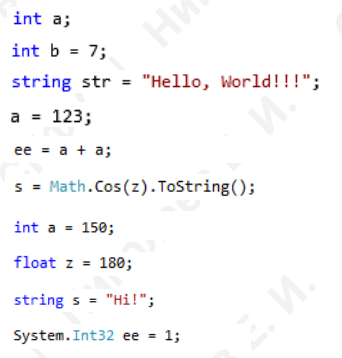 int a;
int b = 7;
string str = "Hello, World!!!";
a = 123;
ee = a + a;
s = Math.Cos(z).ToString();
int a = 150;
float z = 180;
string s = "Hi!";
System.Int32 ee = 1;